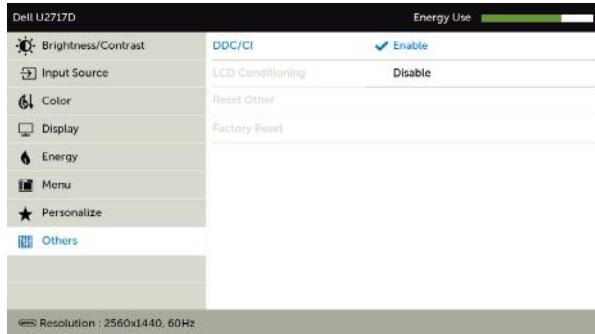 Dell U2717D
Energy Use
Brightness/Contrast
DDC/CI
Enable
Input Source
LCD Conditioning
Disable
Color
Reset Other
Display
Factory Reset
Energy
Menu
Personalize
Others
Resolution : 2560x1440, 60Hz